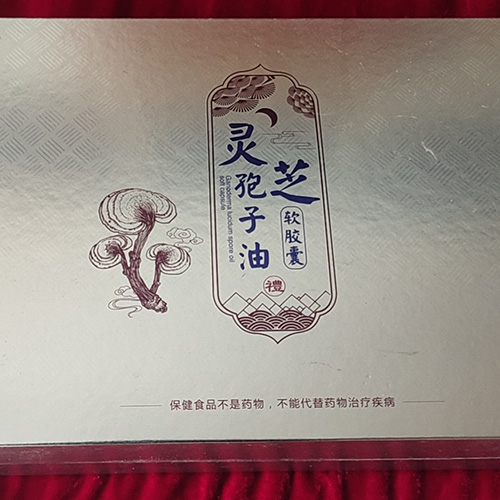 灵芝
孢子油
软胶囊
Ganoderma lucidum spore oil
soft capsule
禮
保健食品不是药物，不能代替药物治疗疾病